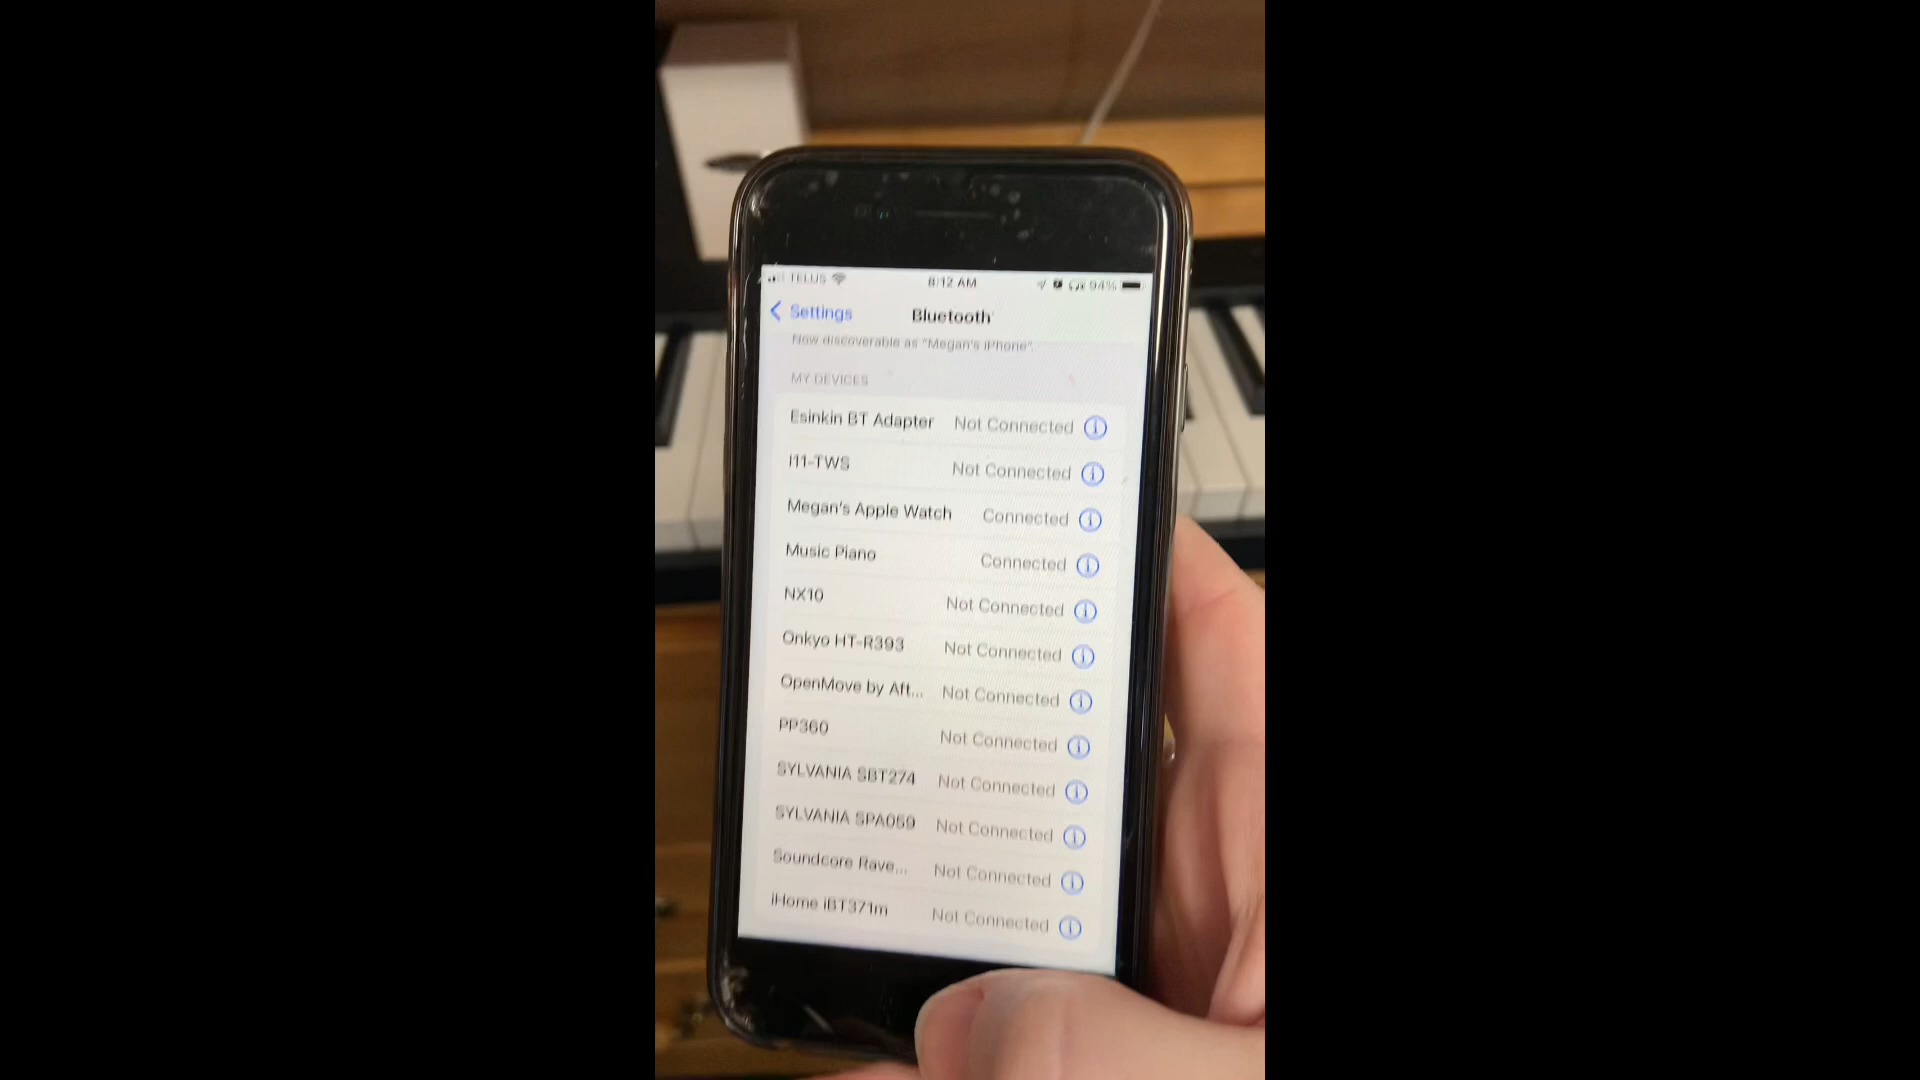 TELUS 8:12 AM 94%
Settings Bluetooth
Now discoverable as "Megan's iPhone".
MY DEVICES
Esinkin BT Adapter Not Connected
I11-TWS Not Connected
Megan's Apple Watch Connected
Music Piano Connected
NX10 Not Connected
Onkyo HT-R393 Not Connected
OpenMove by Aft... Not Connected
PP360 Not Connected
SYLVANIA SBT274 Not Connected
SYLVANIA SPA059 Not Connected
Soundcore Rave... Not Connected
iHome iBT371m Not Connected